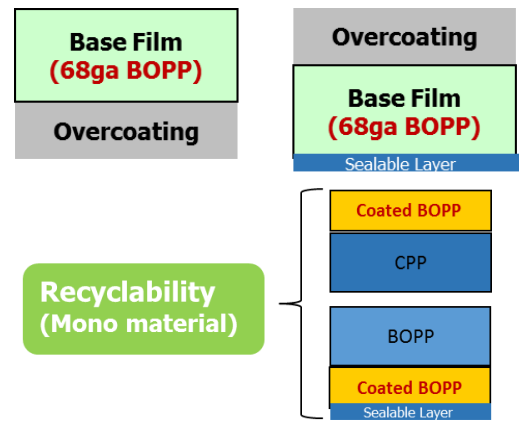 Base Film
(68ga BOPP)
Overcoating
Overcoating
Base Film
(68ga BOPP)
Sealable Layer
Recyclability
(Mono material)
Coated BOPP
CPP
BOPP
Coated BOPP
Sealable Layer